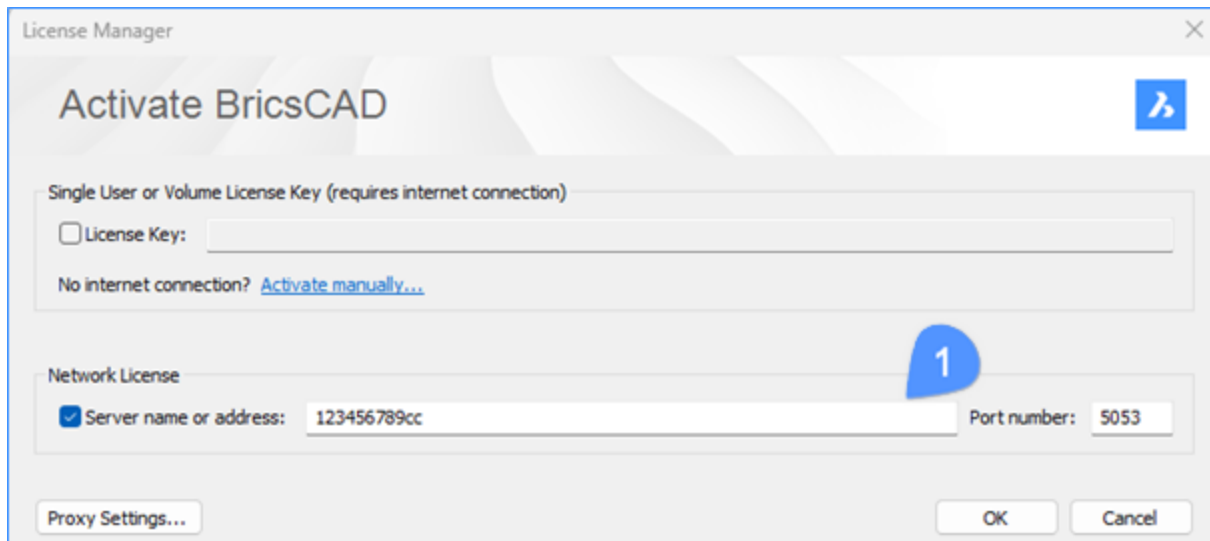 License Manager
Activate BricsCAD
Single User or Volume License Key (requires internet connection)
License Key:
No internet connection? Activate manually...
1
Network License
Server name or address: 123456789cc Port number: 5053
Proxy Settings... OK Cancel